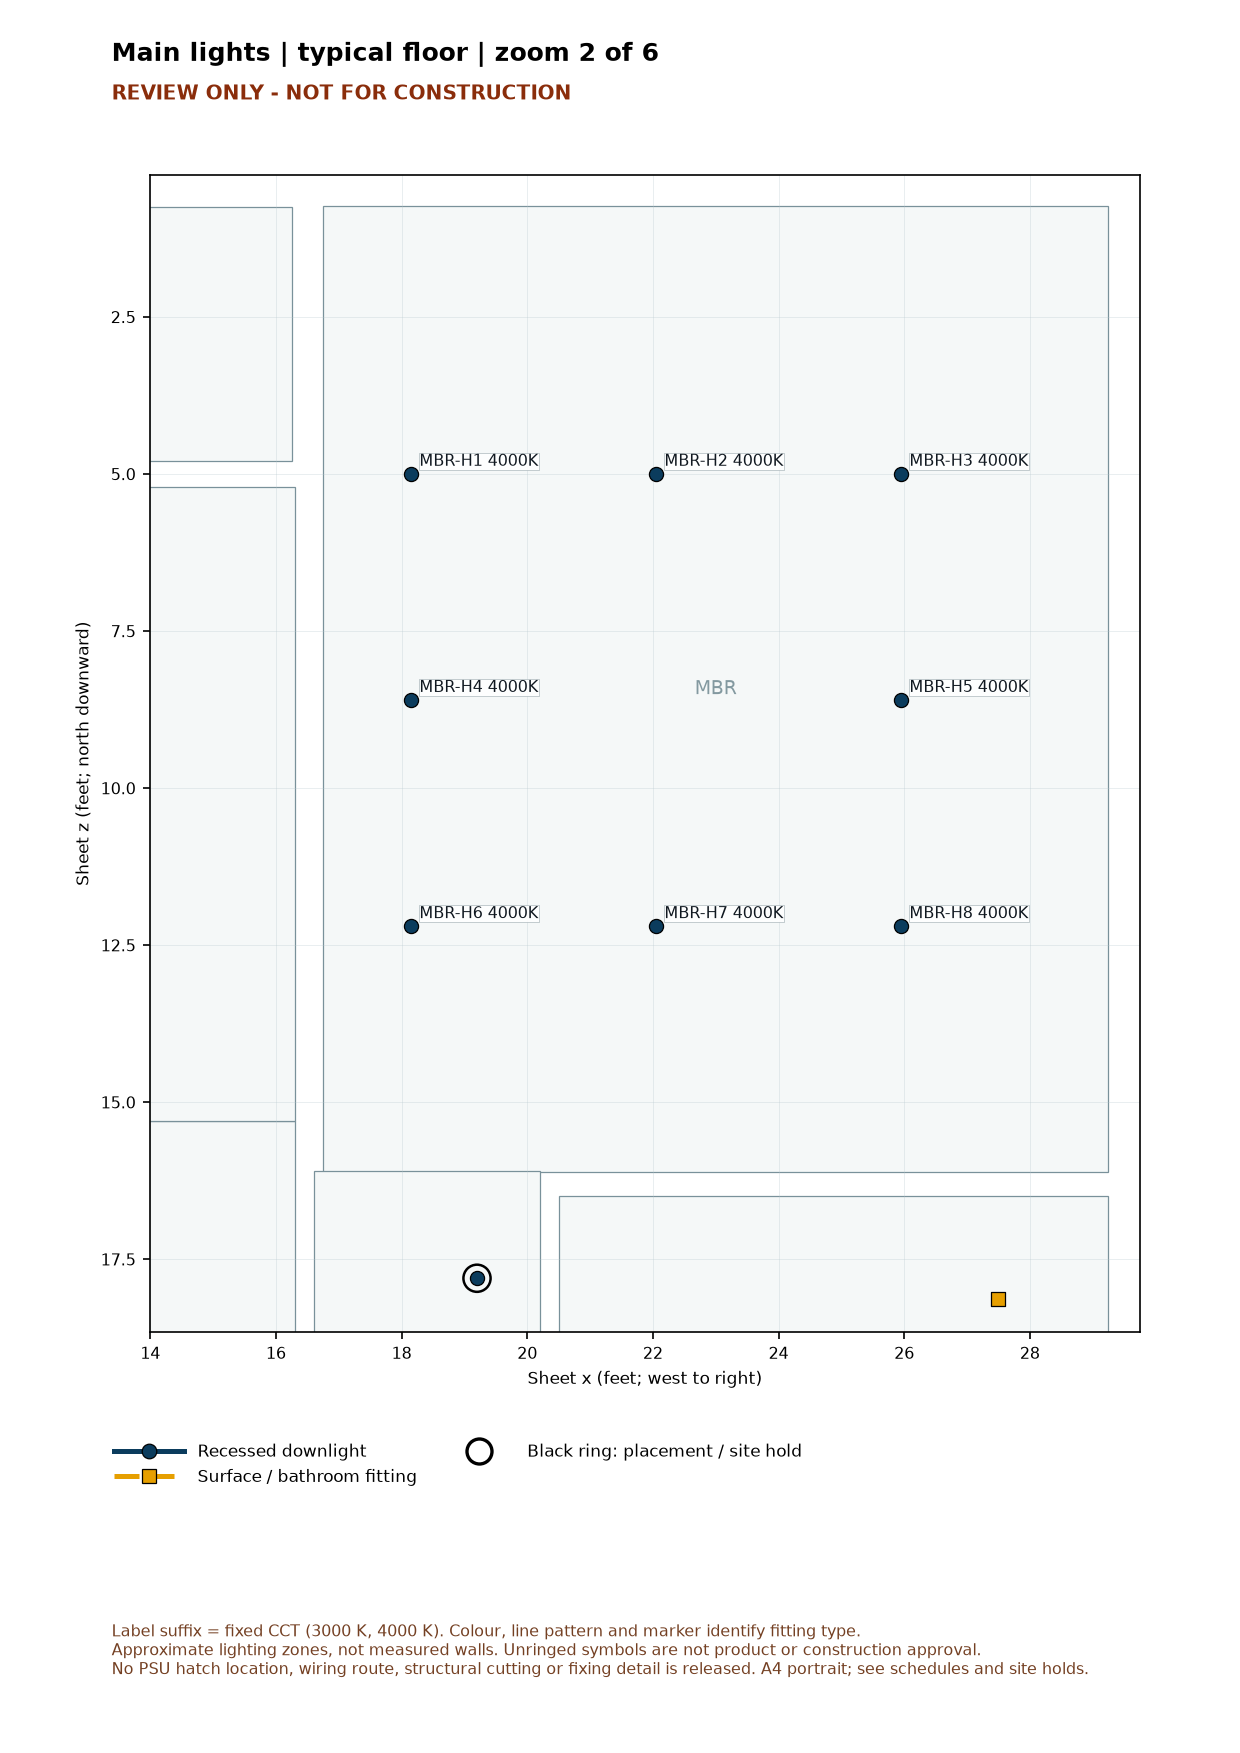 Main lights | typical floor | zoom 2 of 6
REVIEW ONLY - NOT FOR CONSTRUCTION
2.5
MBR-H1 4000K MBR-H2 4000K MBR-H3 4000K
5.0
7.5
MBR-H4 4000K MBR MBR-H5 4000K
Sheet z (feet; north downward)
10.0
MBR-H6 4000K MBR-H7 4000K MBR-H8 4000K
12.5
15.0
17.5
14 16 18 20 22 24 26 28
Sheet x (feet; west to right)
Recessed downlight Black ring: placement / site hold
Surface / bathroom fitting
Label suffix = fixed CCT (3000 K, 4000 K). Colour, line pattern and marker identify fitting type.
Approximate lighting zones, not measured walls. Unringed symbols are not product or construction approval.
No PSU hatch location, wiring route, structural cutting or fixing detail is released. A4 portrait; see schedules and site holds.